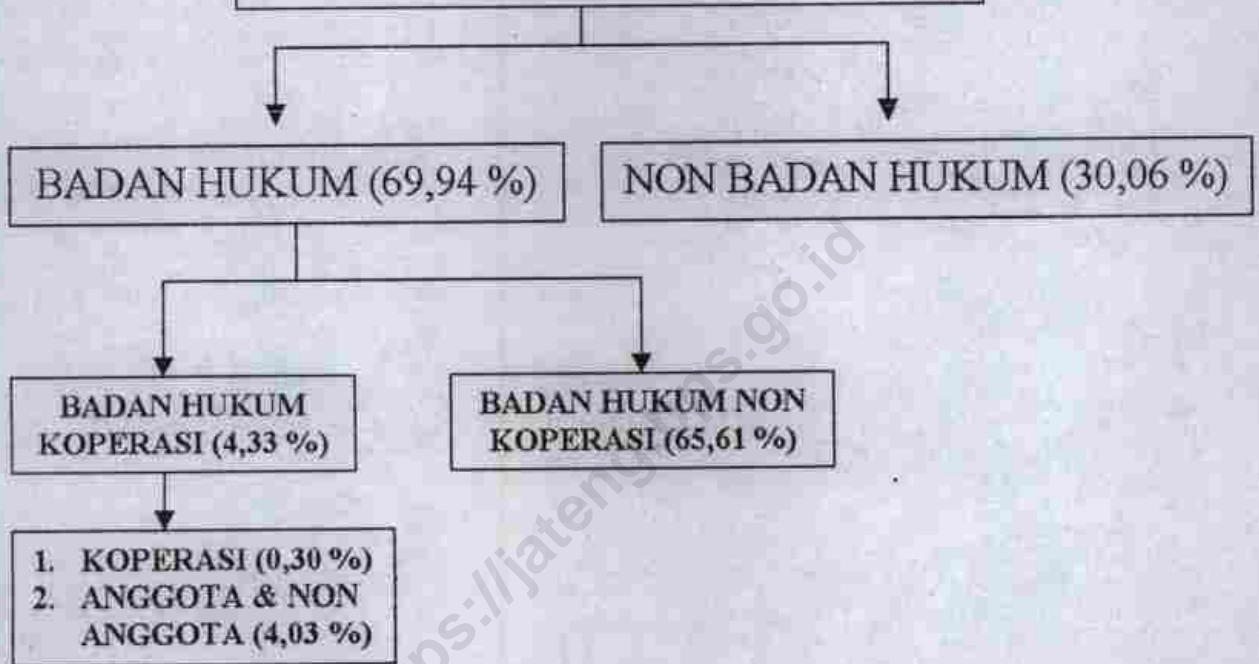 BADAN HUKUM (69,94 %)
NON BADAN HUKUM (30,06 %)
BADAN HUKUM
KOPERASI (4,33 %)
BADAN HUKUM NON
KOPERASI (65,61 %)
1. KOPERASI (0,30 %)
2. ANGGOTA & NON
ANGGOTA (4,03 %)